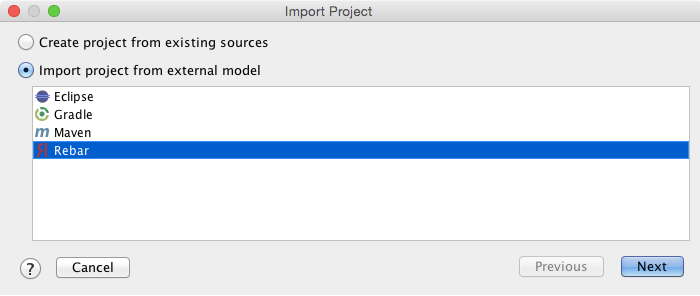 Import Project
Create project from existing sources
Import project from external model
Eclipse
Gradle
m Maven
Я Rebar
? Cancel Previous Next